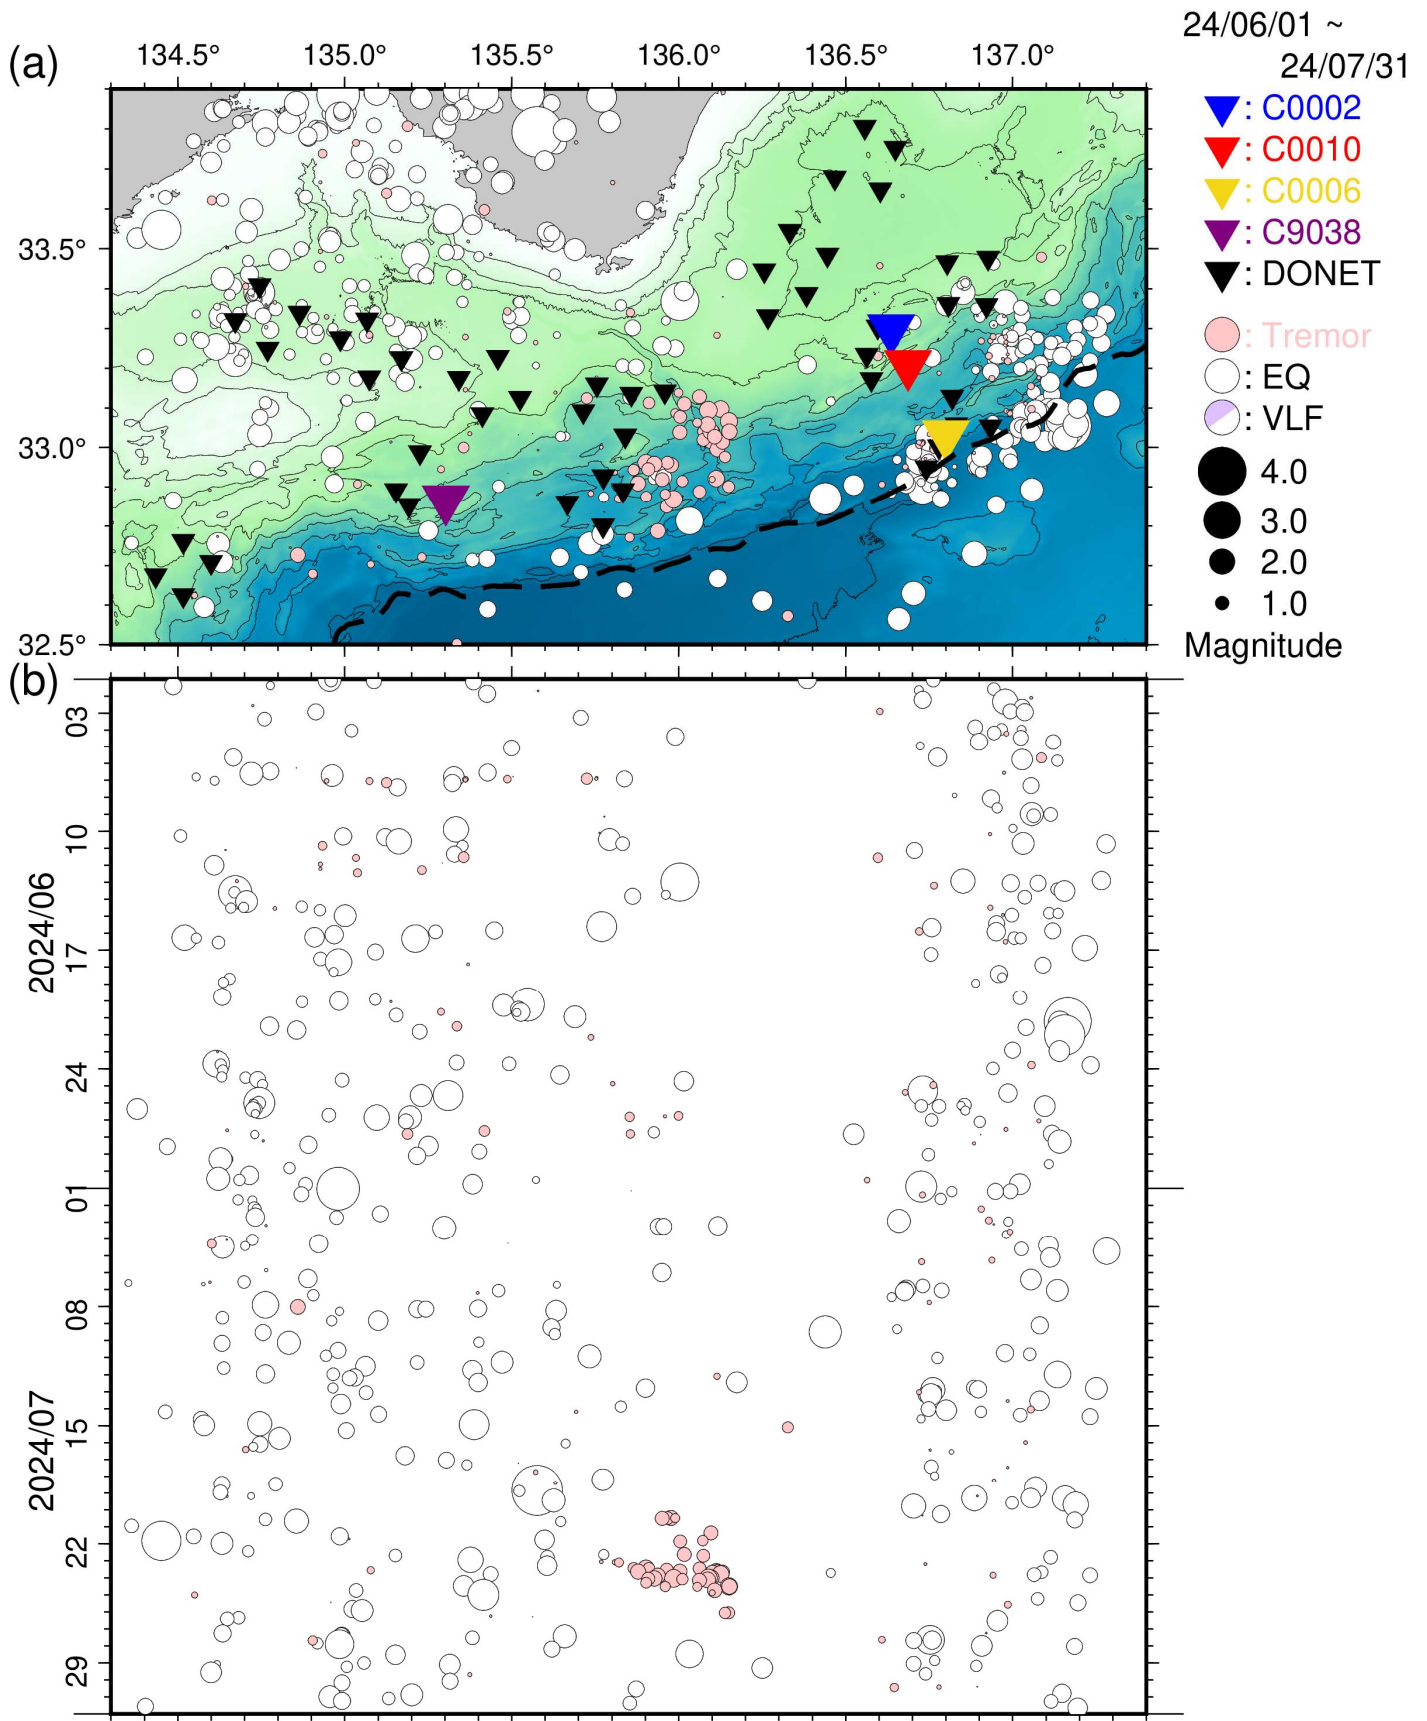 24/06/01 ~
24/07/31
(a)
134.5° 135.0° 135.5° 136.0° 136.5° 137.0°
33.5°
33.0°
32.5°
: C0002
: C0010
: C0006
: C9038
: DONET
: Tremor
: EQ
: VLF
4.0
3.0
2.0
1.0
Magnitude
(b)
03
10
17
24
01
08
15
22
29
2024/06
2024/07